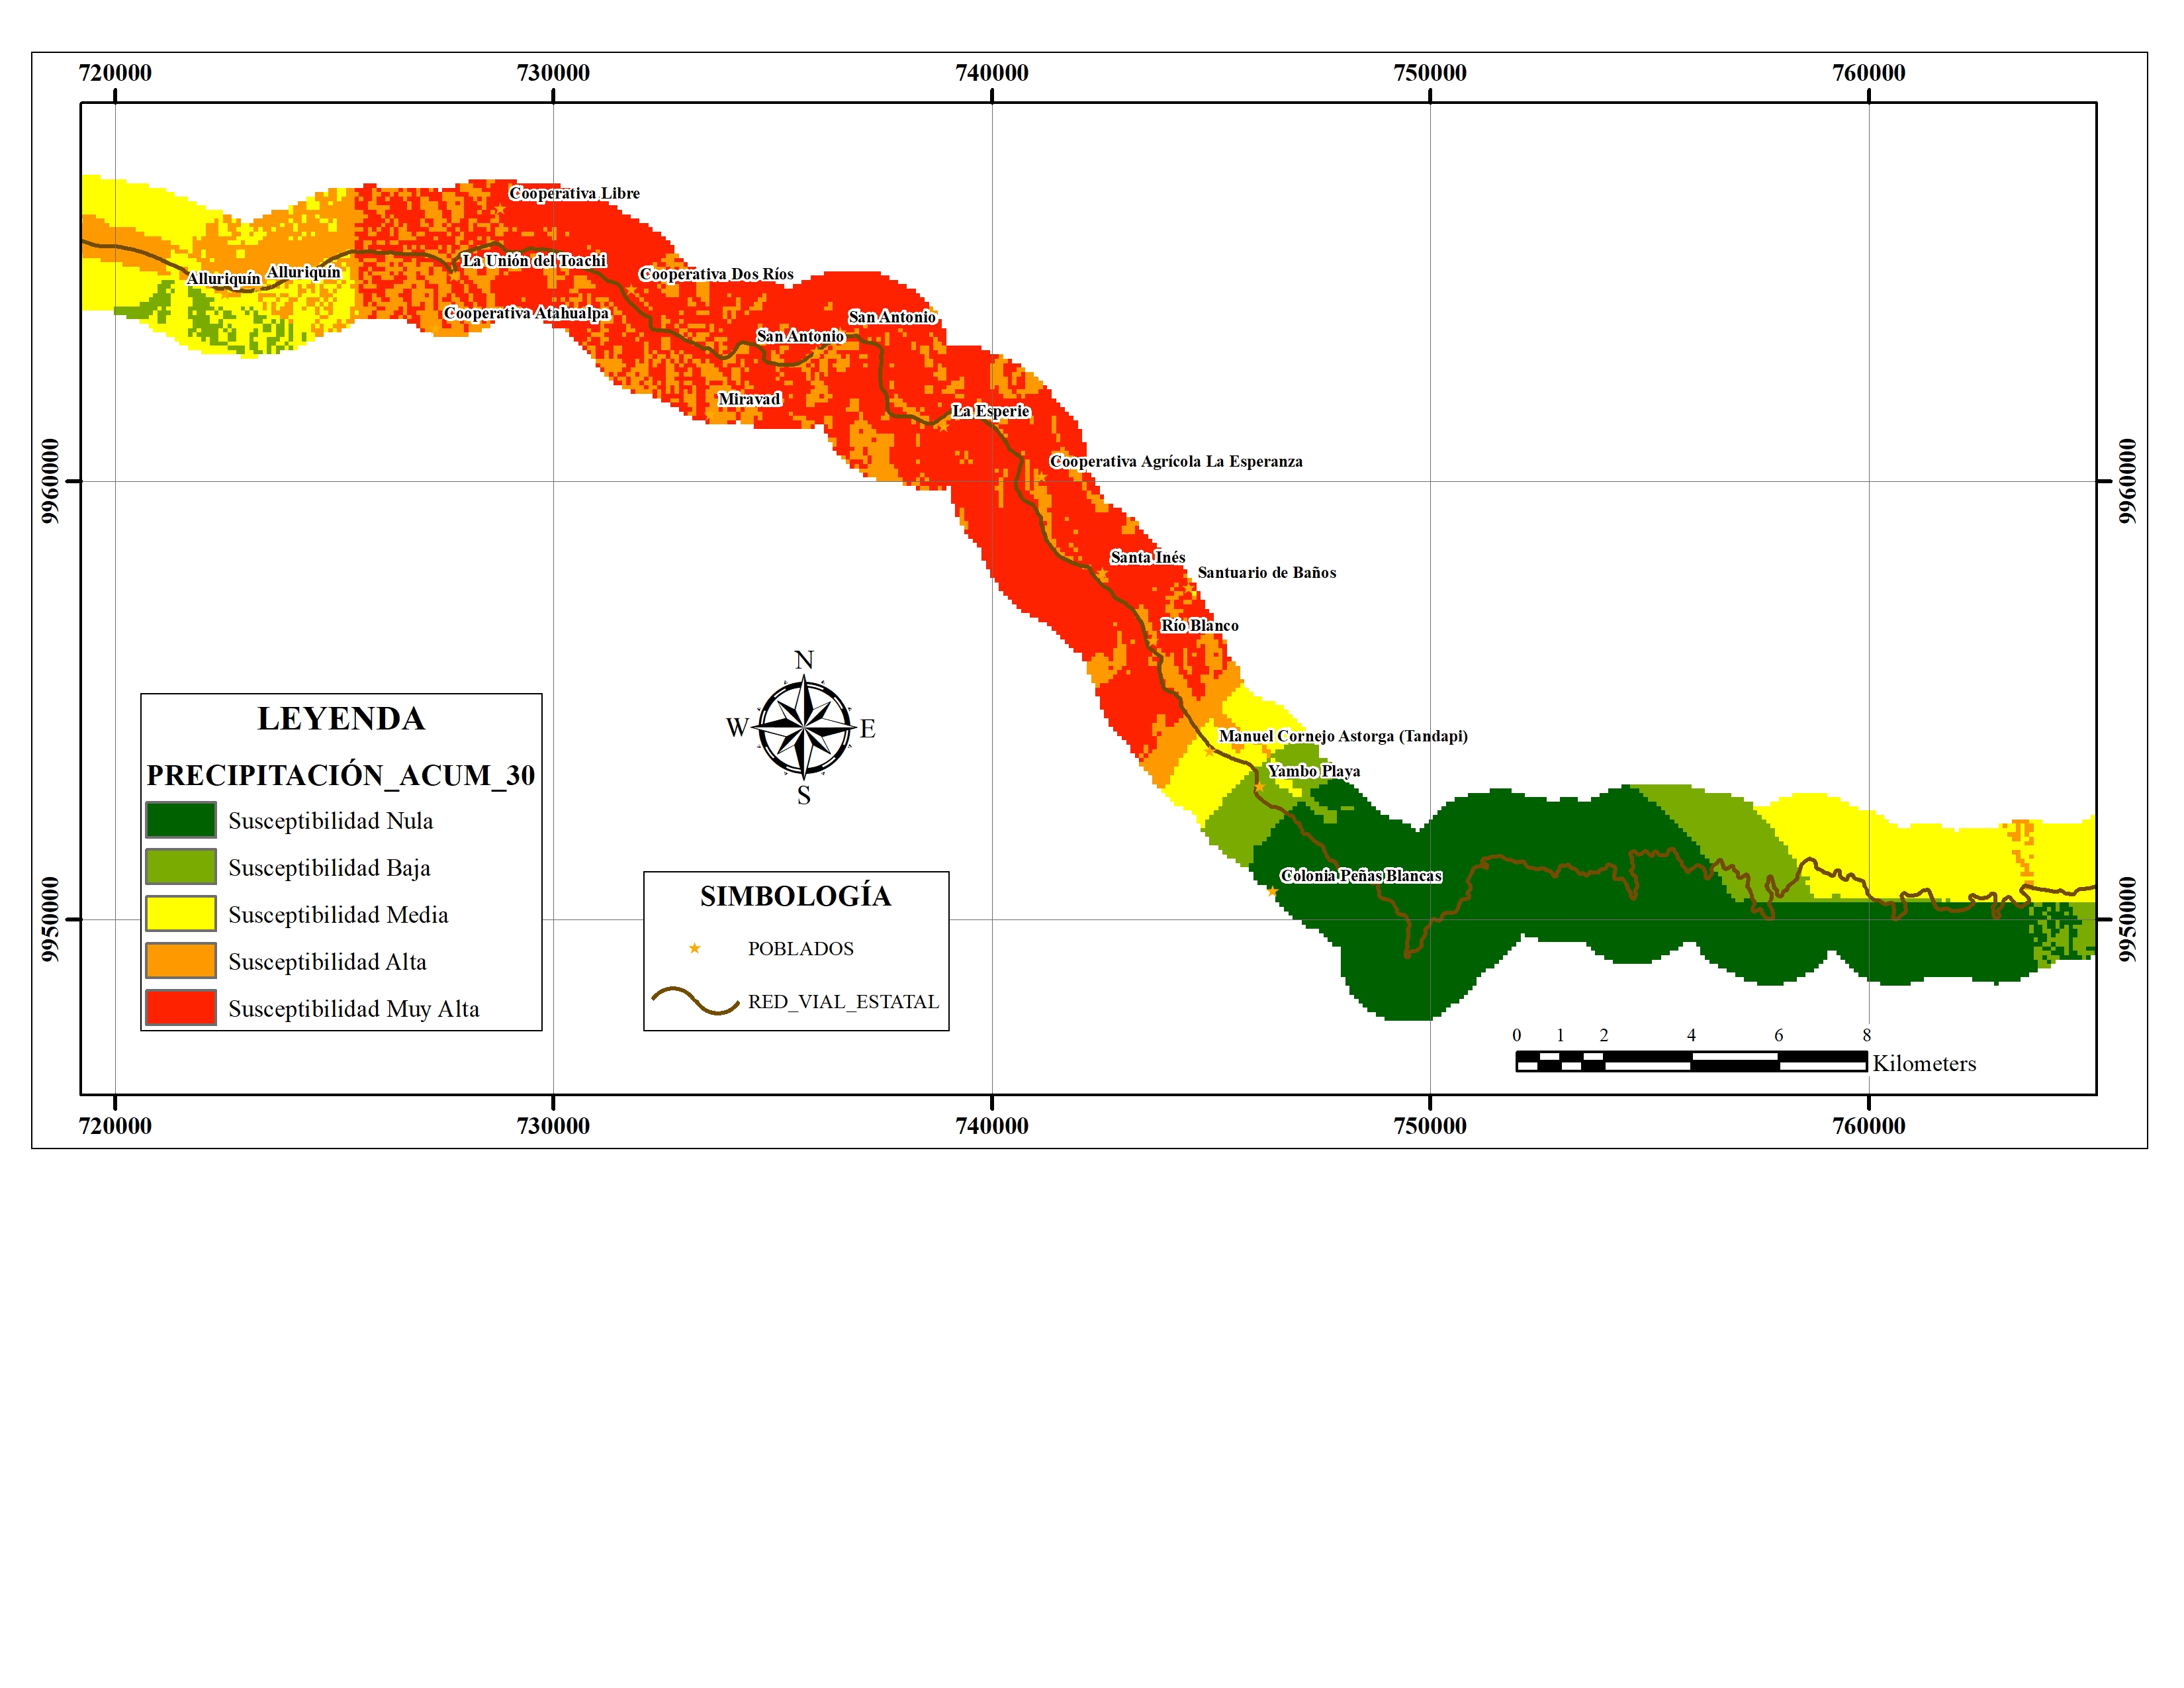 720000 730000 740000 750000 760000
Cooperativa Libre
La Unión del Toachi
Alluriquín
Alluriquín
Cooperativa Dos Ríos
Cooperativa Atahualpa
San Antonio
San Antonio
Miravad
La Esperie
Cooperativa Agrícola La Esperanza
9960000
9960000
Santa Inés
Santuario de Baños
Río Blanco
Manuel Cornejo Astorga (Tandapi)
Yambo Playa
Colonia Peñas Blancas
9950000
9950000
N
W
E
S
LEYENDA
PRECIPITACIÓN_ACUM_30
Susceptibilidad Nula
Susceptibilidad Baja
Susceptibilidad Media
Susceptibilidad Alta
Susceptibilidad Muy Alta
SIMBOLOGÍA
POBLADOS
RED_VIAL_ESTATAL
0 1 2 4 6 8
Kilometers
720000 730000 740000 750000 760000